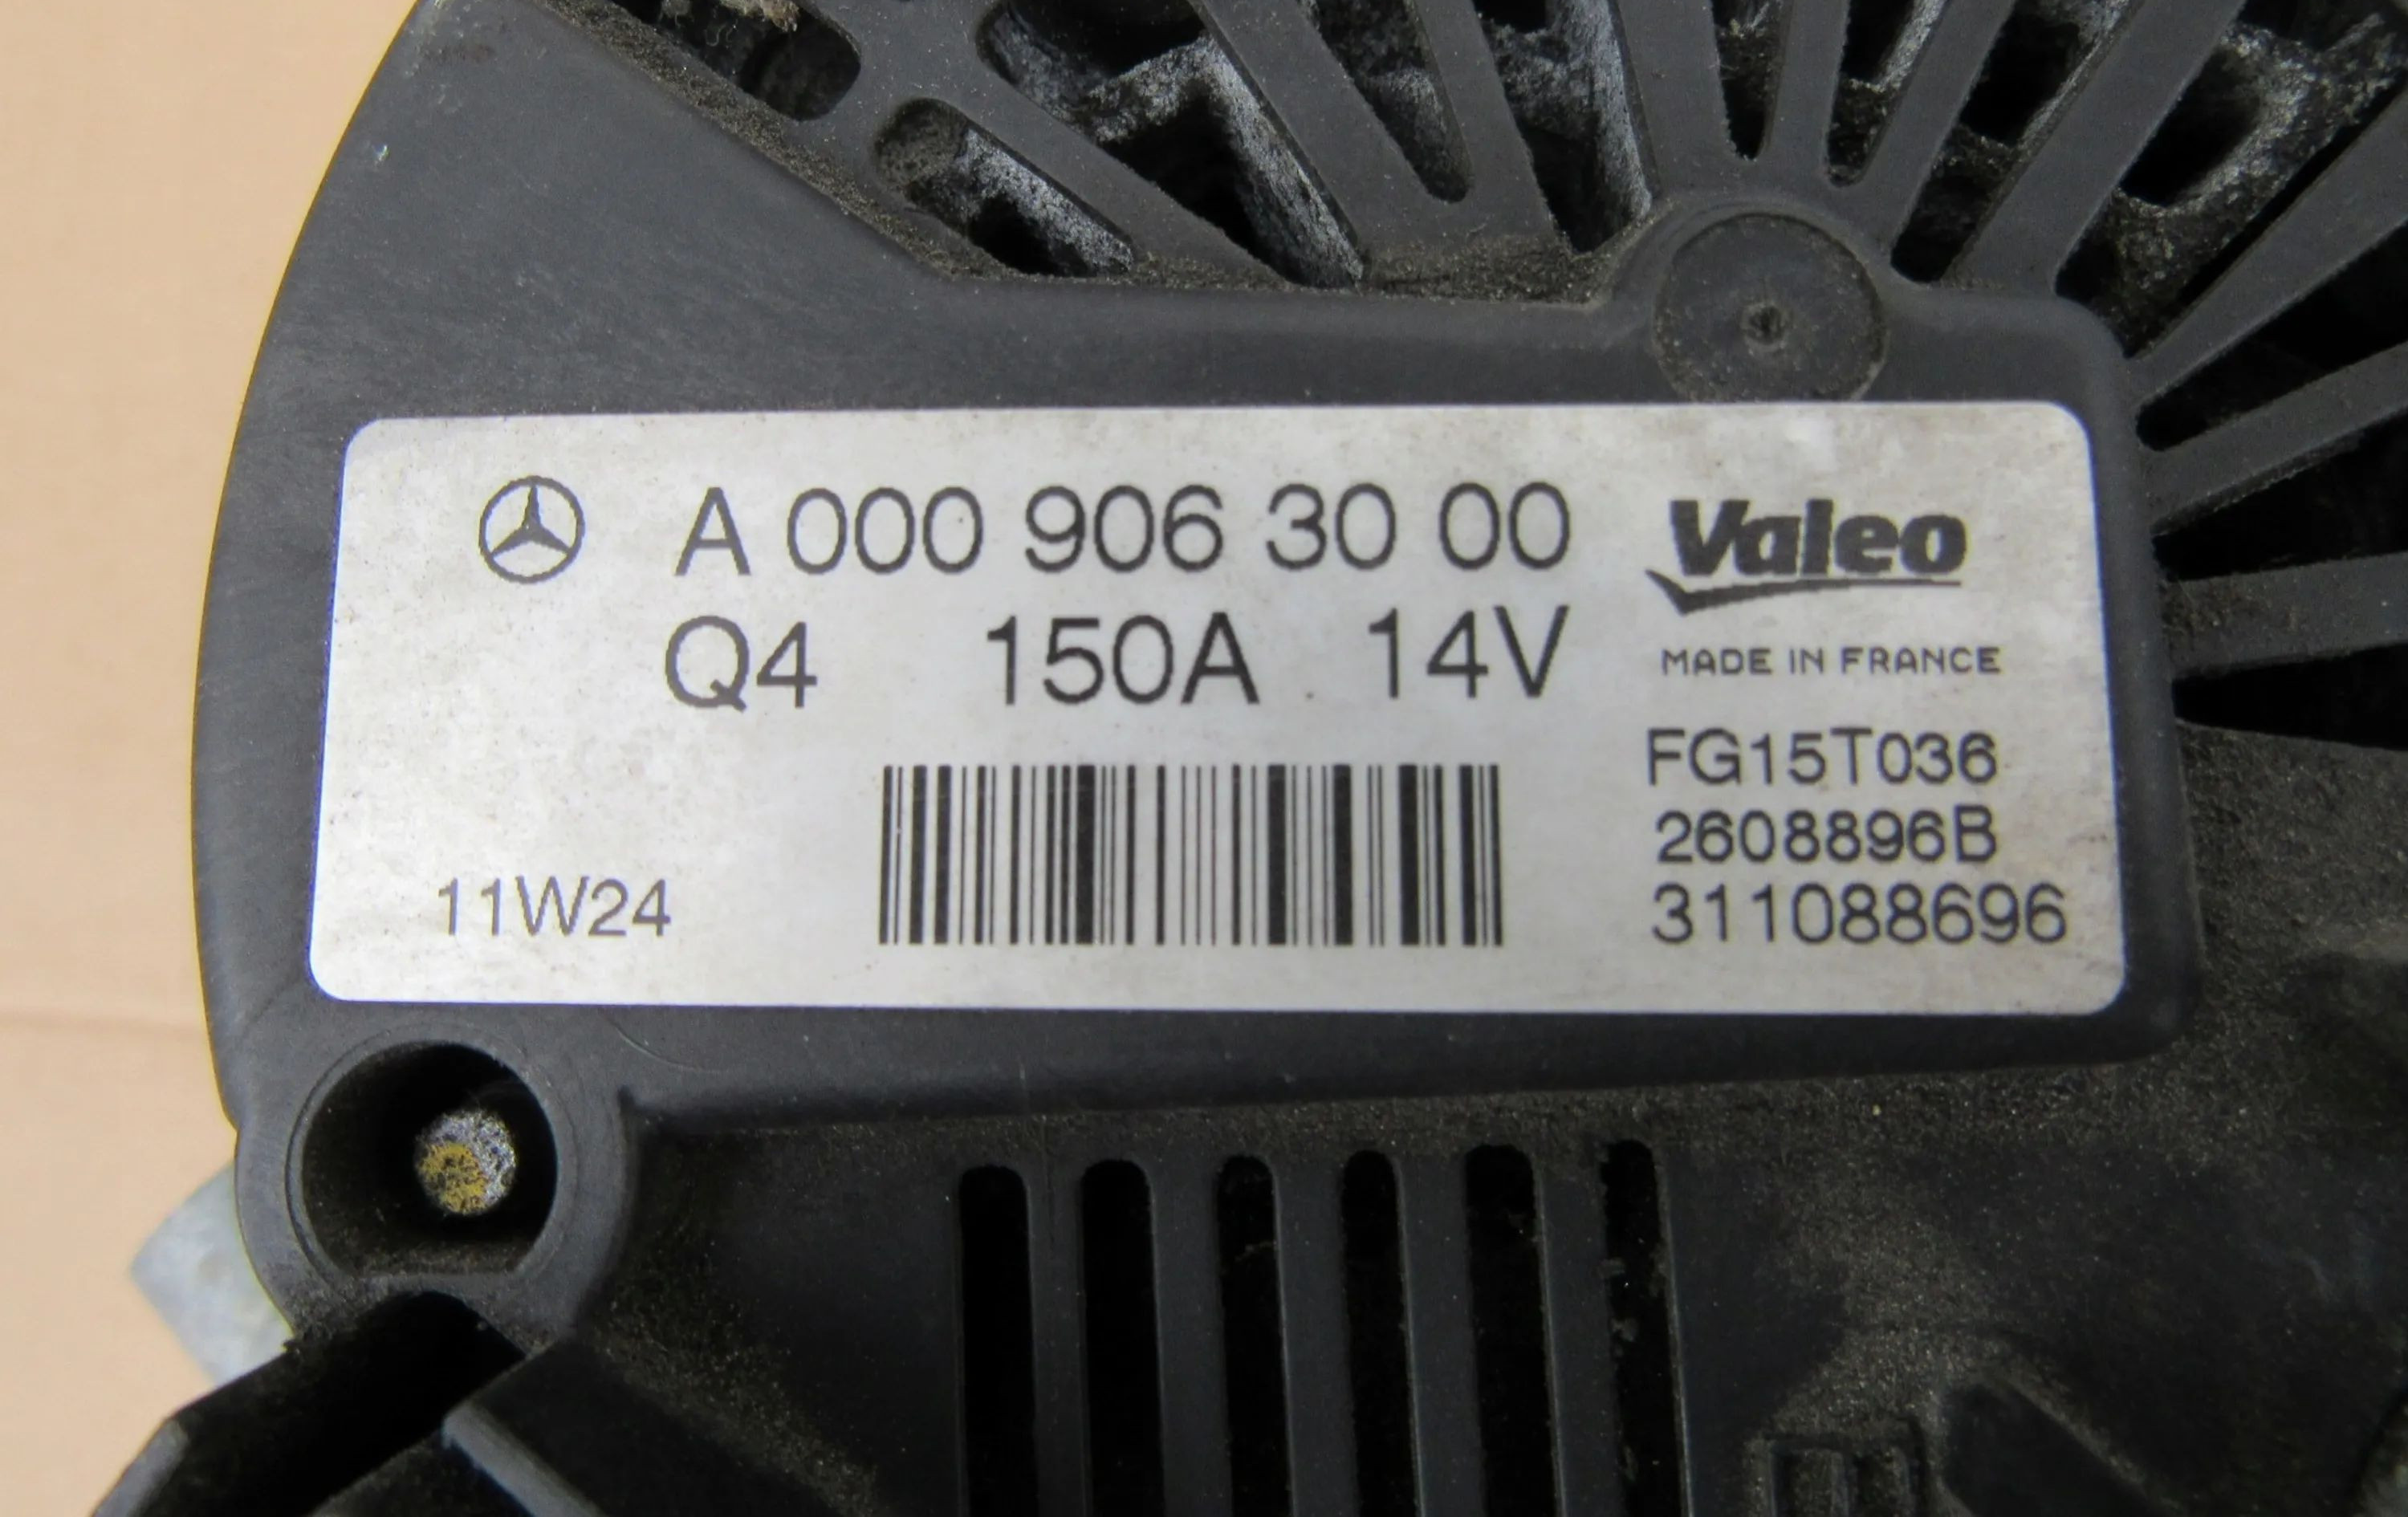 A 000 906 30 00
Q4 150A 14V
11W24
Valeo
MADE IN FRANCE
FG15T036
2608896B
311088696